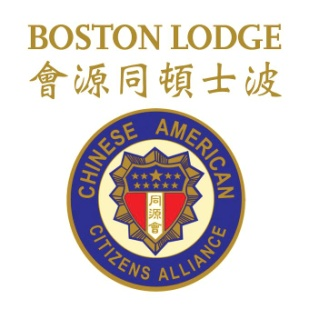 BOSTON LODGE
波士頓同源會
CHINESE AMERICAN
同源會
CITIZENS ALLIANCE